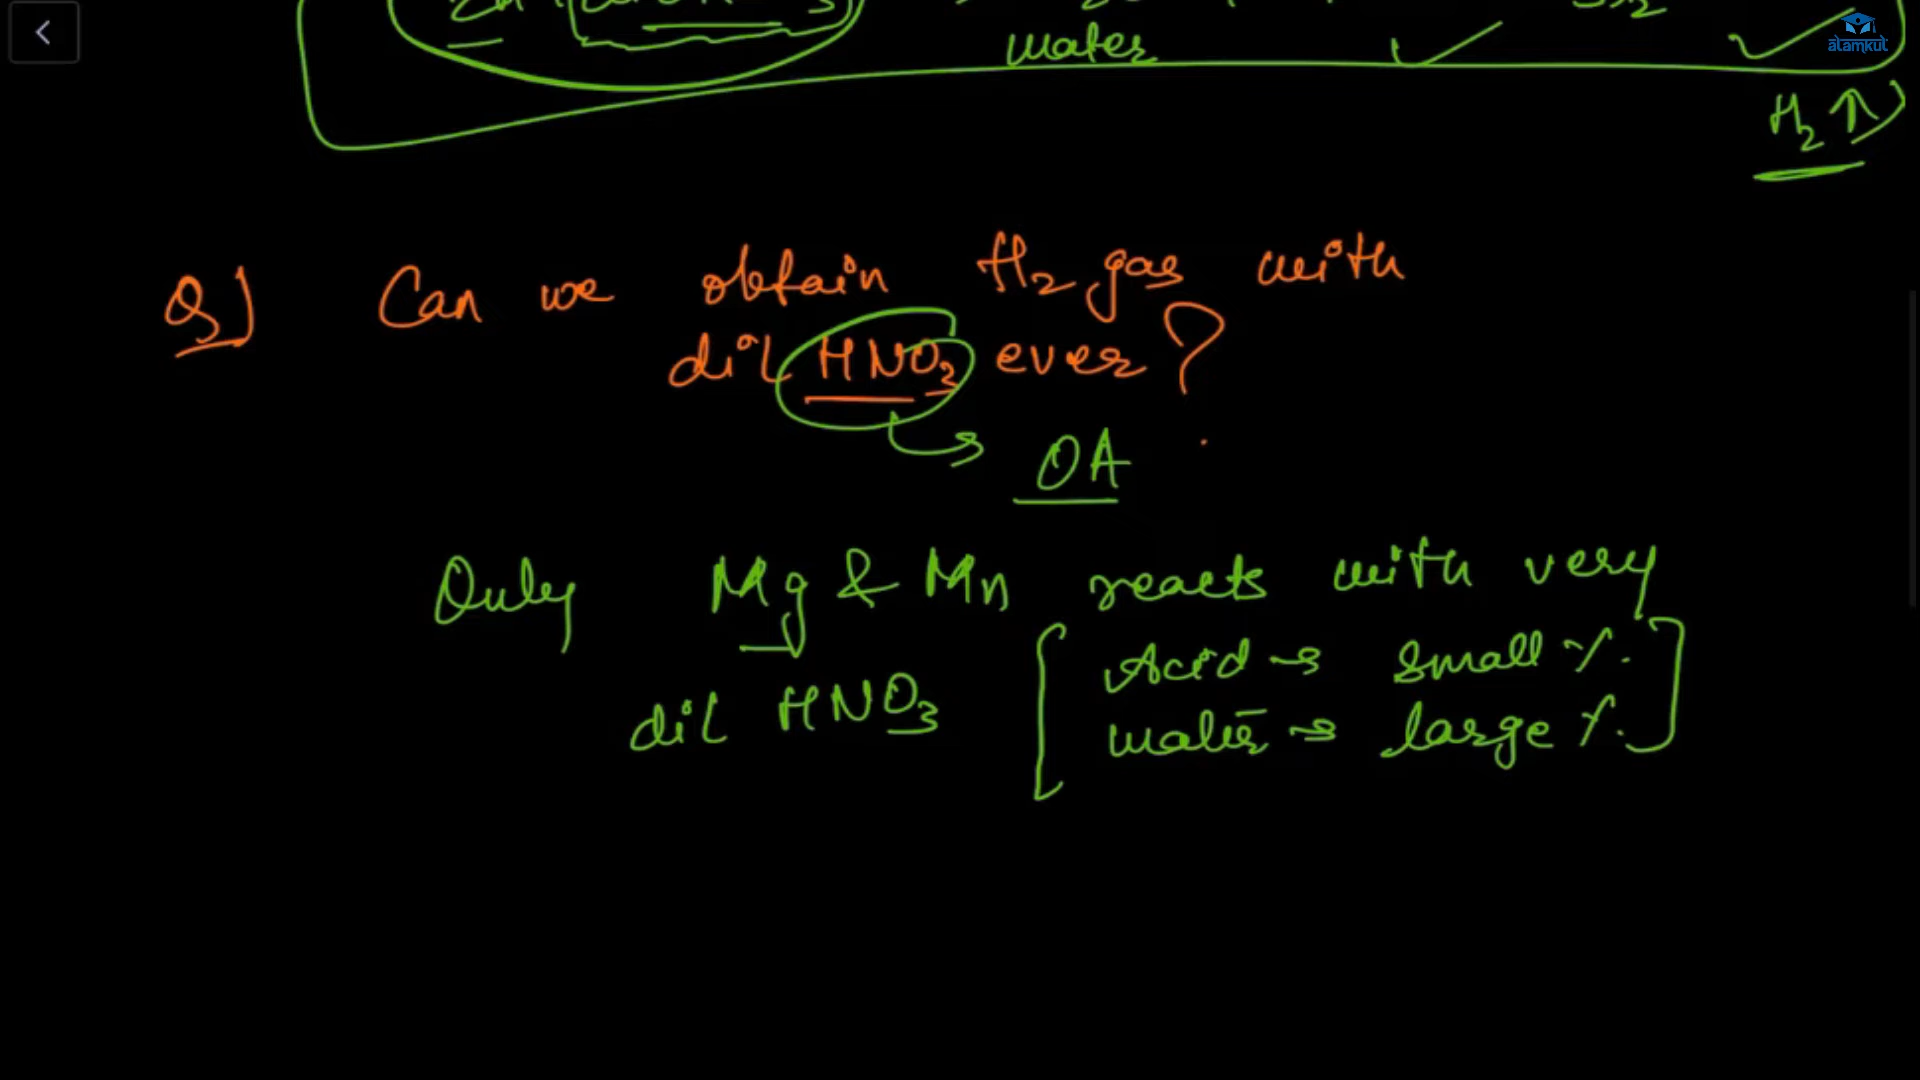 water
alamkut
H2 ↑
Q) Can we obtain H2 gas with
dil HNO3 ever?
→ OA
Only Mg & Mn reacts with very
dil HNO3 [Acid → small %.
water → large %.]